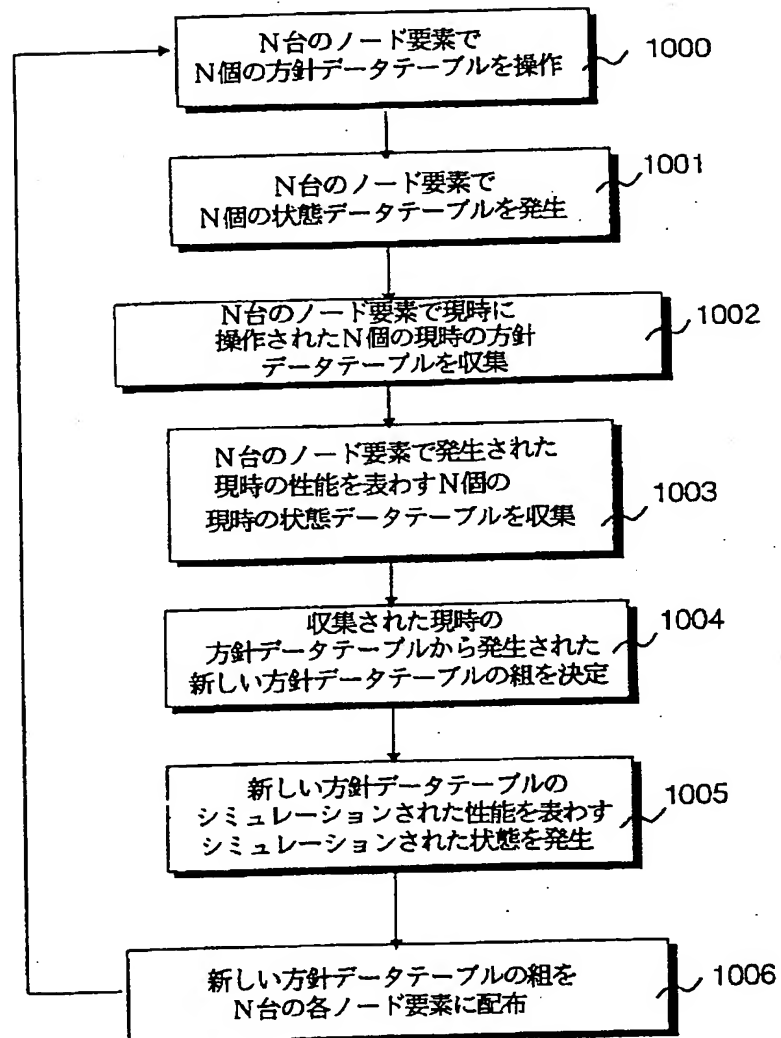 N台のノード要素で
N個の方針データテーブルを操作
1000
N台のノード要素で
N個の状態データテーブルを発生
1001
N台のノード要素で現時に
操作されたN個の現時の方針
データテーブルを収集
1002
N台のノード要素で発生された
現時の性能を表わすN個の
現時の状態データテーブルを収集
1003
収集された現時の
方針データテーブルから発生された
新しい方針データテーブルの組を決定
1004
新しい方針データテーブルの
シミュレーションされた性能を表わす
シミュレーションされた状態を発生
1005
新しい方針データテーブルの組を
N台の各ノード要素に配布
1006